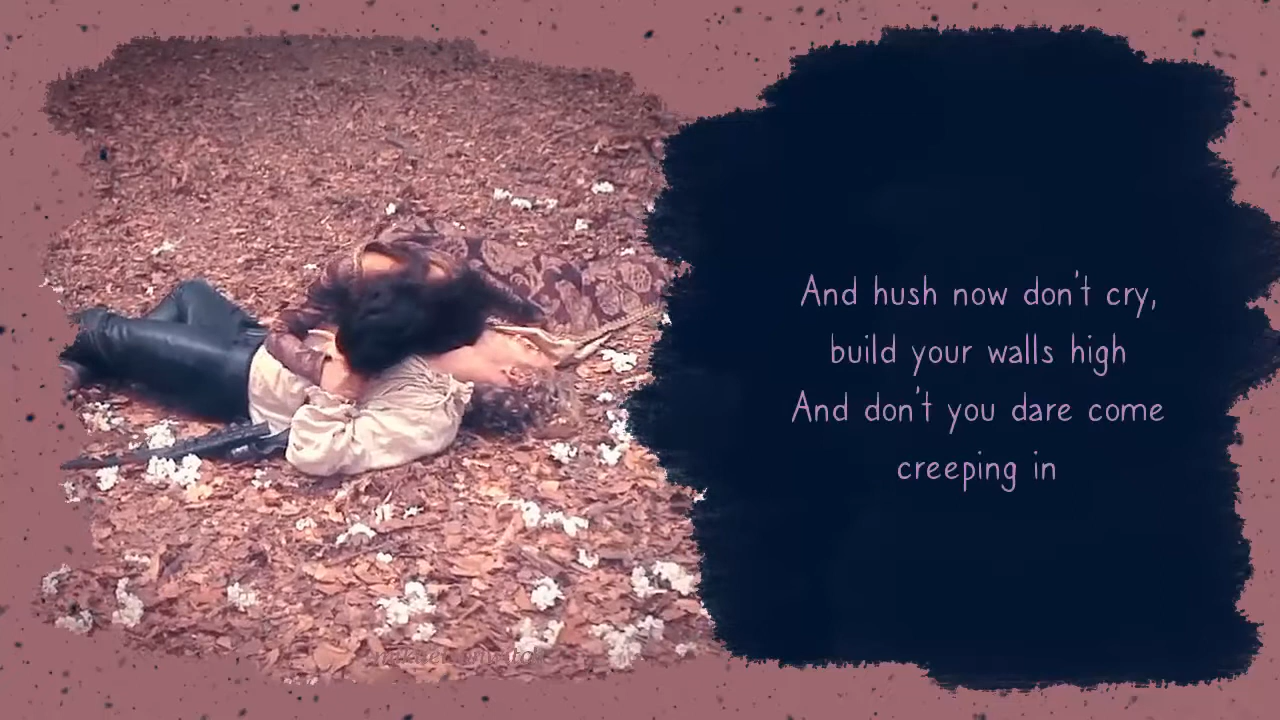 And hush now don't cry,
build your walls high
And don't you dare come
creeping in